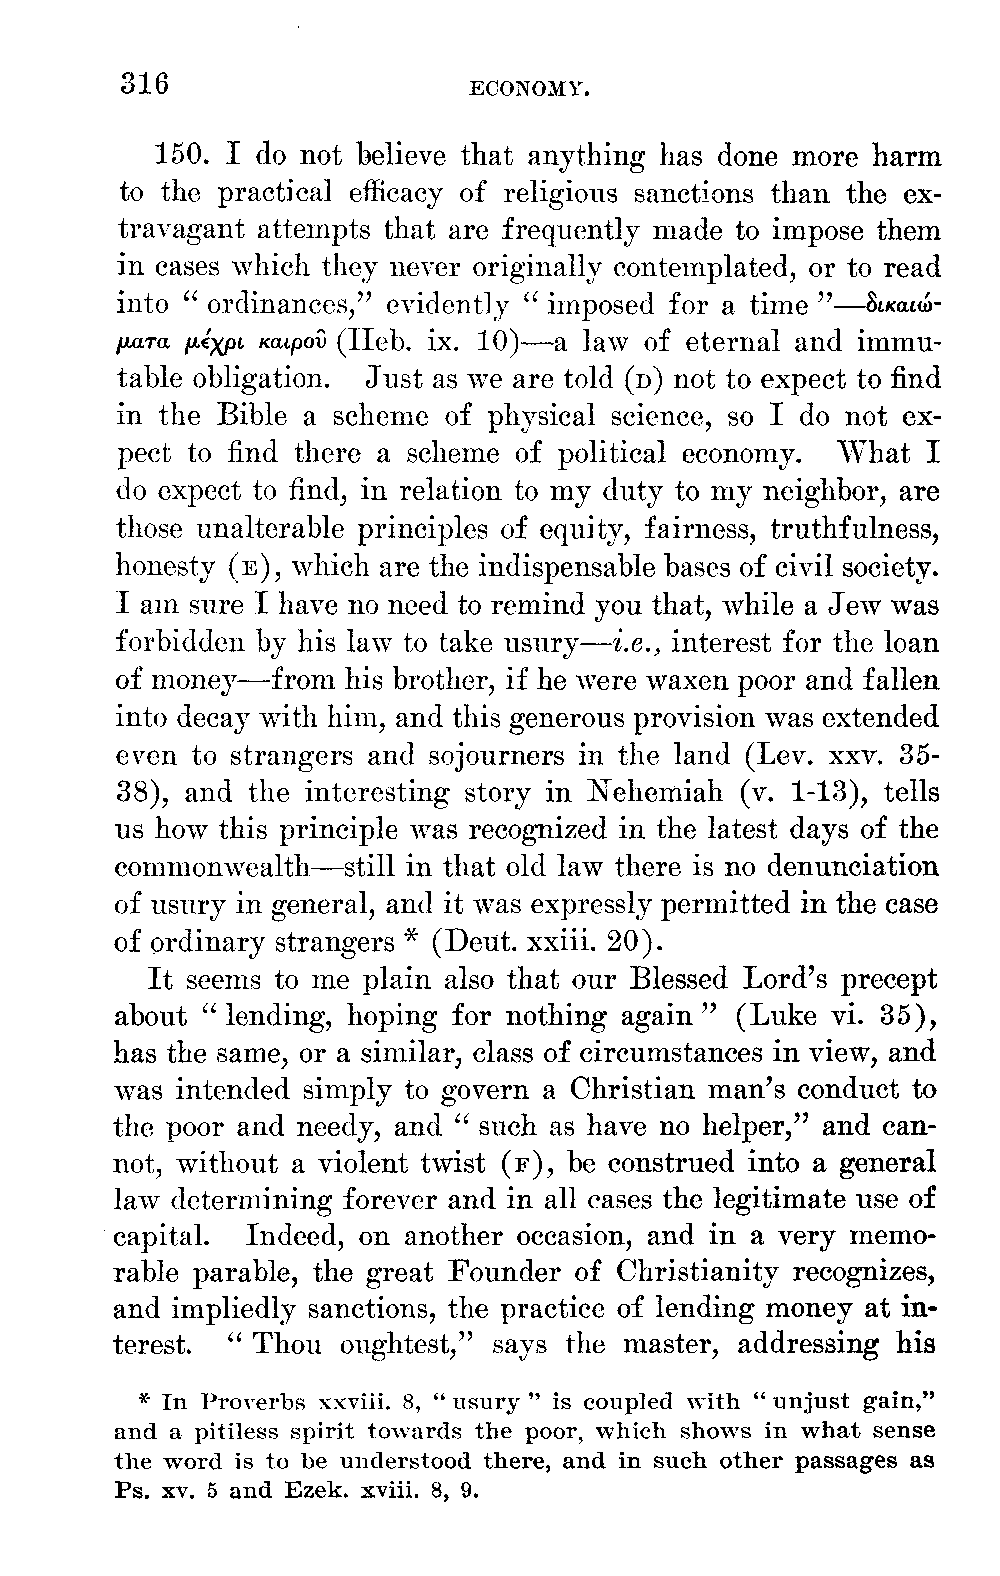 316 ECONOMY.
150. I do not believe that anything has done more harm
to the practical efficacy of religious sanctions than the ex-
travagant attempts that are frequently made to impose them
in cases which they never originally contemplated, or to read
into “ ordinances,” evidently “ imposed for a time ”—δικαιώ-
ματα μέχρι καιροῦ (Heb. ix. 10)—a law of eternal and immu-
table obligation. Just as we are told (D) not to expect to find
in the Bible a scheme of physical science, so I do not ex-
pect to find there a scheme of political economy. What I
do expect to find, in relation to my duty to my neighbor, are
those unalterable principles of equity, fairness, truthfulness,
honesty (E), which are the indispensable bases of civil society.
I am sure I have no need to remind you that, while a Jew was
forbidden by his law to take usury—i.e., interest for the loan
of money—from his brother, if he were waxen poor and fallen
into decay with him, and this generous provision was extended
even to strangers and sojourners in the land (Lev. xxv. 35-
38), and the interesting story in Nehemiah (v. 1-13), tells
us how this principle was recognized in the latest days of the
commonwealth—still in that old law there is no denunciation
of usury in general, and it was expressly permitted in the case
of ordinary strangers * (Deut. xxiii. 20).
It seems to me plain also that our Blessed Lord’s precept
about “ lending, hoping for nothing again ” (Luke vi. 35),
has the same, or a similar, class of circumstances in view, and
was intended simply to govern a Christian man’s conduct to
the poor and needy, and “ such as have no helper,” and can-
not, without a violent twist (F), be construed into a general
law determining forever and in all cases the legitimate use of
capital. Indeed, on another occasion, and in a very memo-
rable parable, the great Founder of Christianity recognizes,
and impliedly sanctions, the practice of lending money at in-
terest. “ Thou oughtest,” says the master, addressing his
* In Proverbs xxviii. 8, “ usury ” is coupled with “ unjust gain,”
and a pitiless spirit towards the poor, which shows in what sense
the word is to be understood there, and in such other passages as
Ps. xv. 5 and Ezek. xviii. 8, 9.